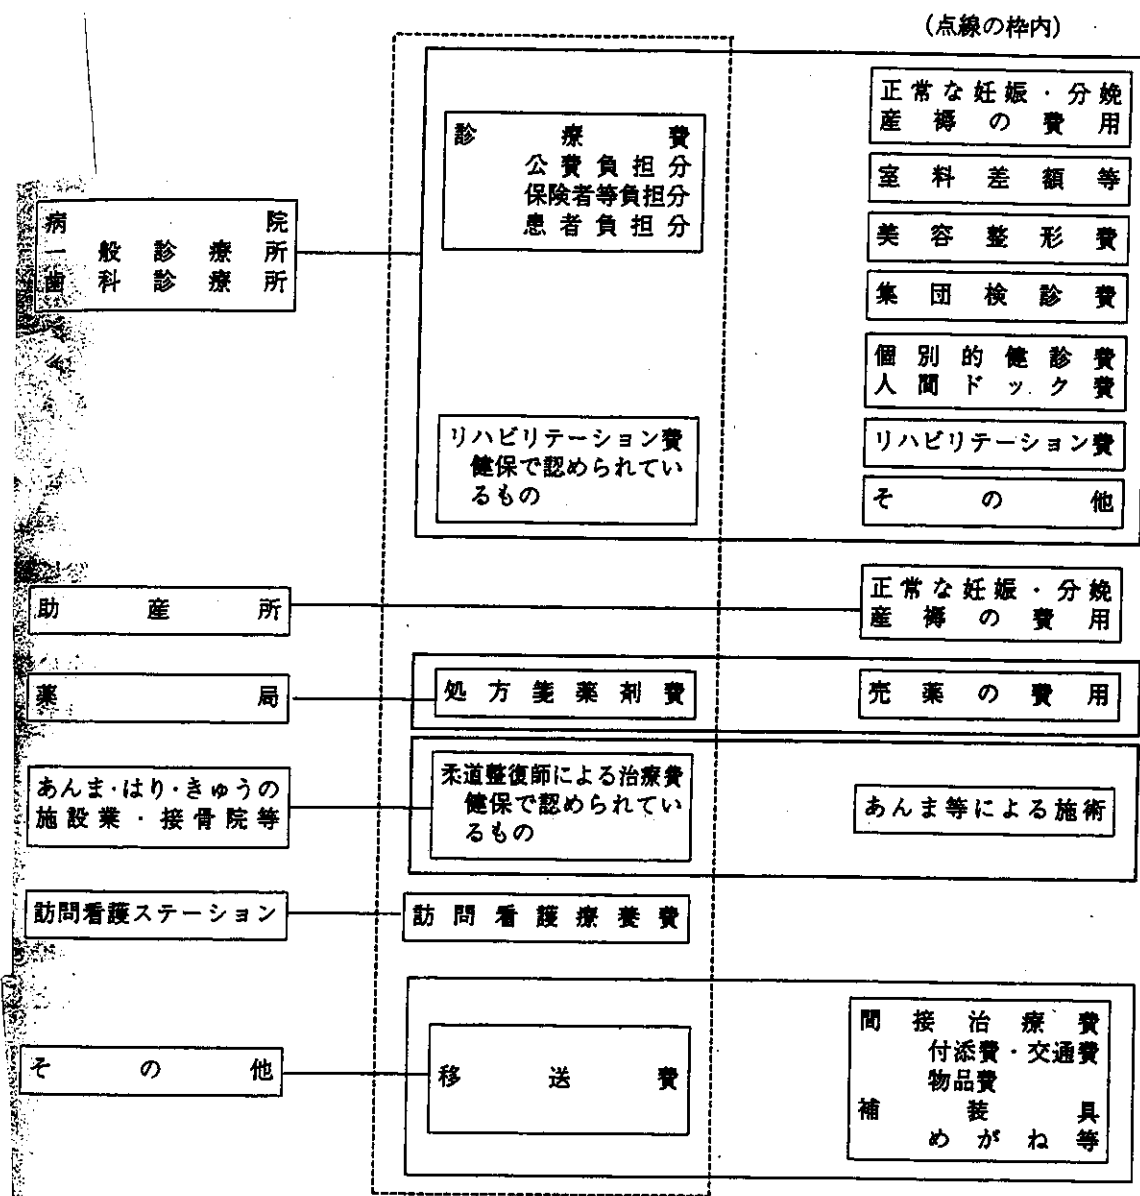 (点線の枠内)
病院
一般診療所
歯科診療所
診療費
公費負担分
保険者等負担分
患者負担分
リハビリテーション費
健保で認められてい
るもの
正常な妊娠・分娩
産褥の費用
室料差額等
美容整形費
集団検診費
個別的健診費
人間ドック費
リハビリテーション費
その他
助産所
正常な妊娠・分娩
産褥の費用
薬局
処方箋薬剤費
売薬の費用
あんま・はり・きゅうの
施設業・接骨院等
柔道整復師による治療費
健保で認められてい
るもの
あんま等による施術
訪問看護ステーション
訪問看護療養費
その他
移送費
間接治療費
付添費・交通費
物品費
補装具
めがね等